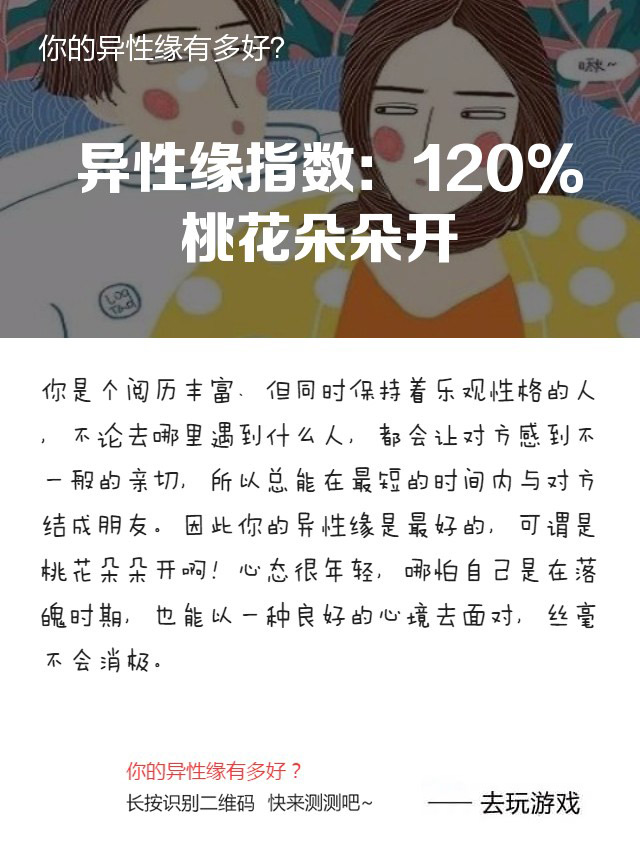 你的异性缘有多好?
瞅~
异性缘指数：120%
桃花朵朵开
你是个阅历丰富、但同时保持着乐观性格的人
，不论去哪里遇到什么人，都会让对方感到不
一般的亲切，所以总能在最短的时间内与对方
结成朋友。因此你的异性缘是最好的，可谓是
桃花朵朵开啊！心态很年轻，哪怕自己是在落
魄时期，也能以一种良好的心境去面对，丝毫
不会消极。
你的异性缘有多好？
长按识别二维码 快来测测吧~
—— 去玩游戏